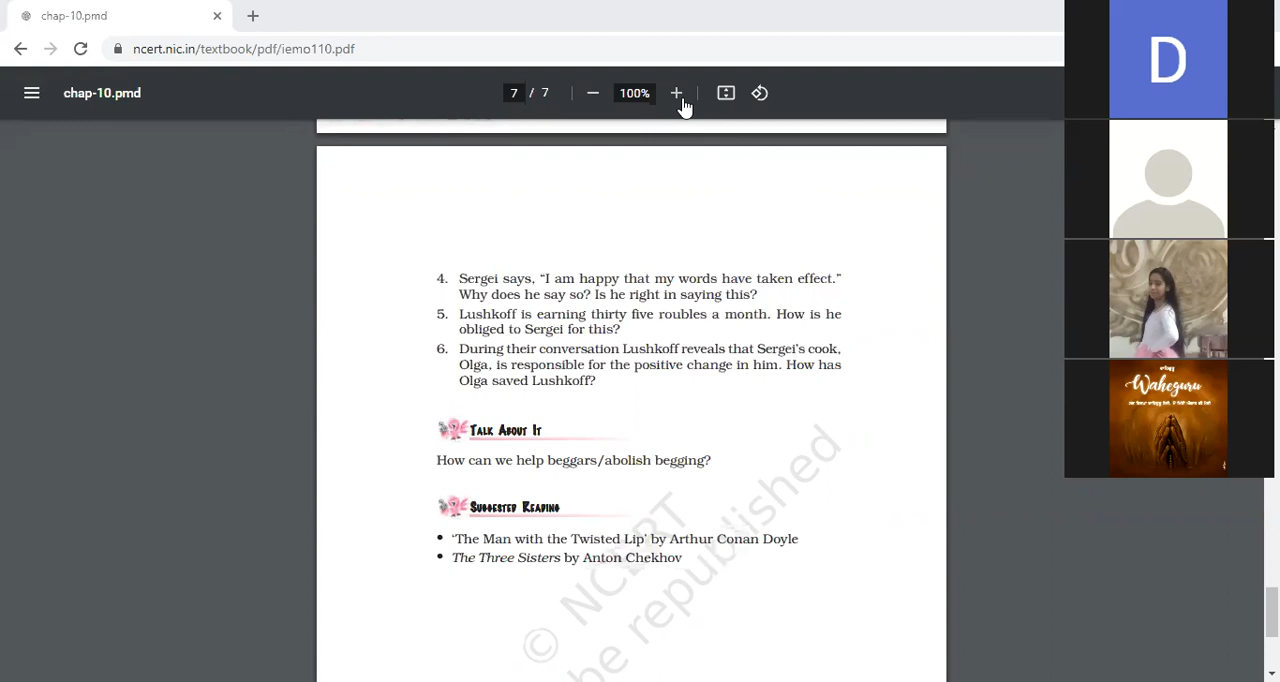 chap-10.pmd
ncert.nic.in/textbook/pdf/iemo110.pdf
chap-10.pmd
7 / 7
100%
4. Sergei says, “I am happy that my words have taken effect.”
Why does he say so? Is he right in saying this?
5. Lushkoff is earning thirty five roubles a month. How is he
obliged to Sergei for this?
6. During their conversation Lushkoff reveals that Sergei’s cook,
Olga, is responsible for the positive change in him. How has
Olga saved Lushkoff?
Talk About It
How can we help beggars/abolish begging?
Suggested Reading
• ‘The Man with the Twisted Lip’ by Arthur Conan Doyle
• The Three Sisters by Anton Chekhov
© NCERT
be republished
D
Waheguru